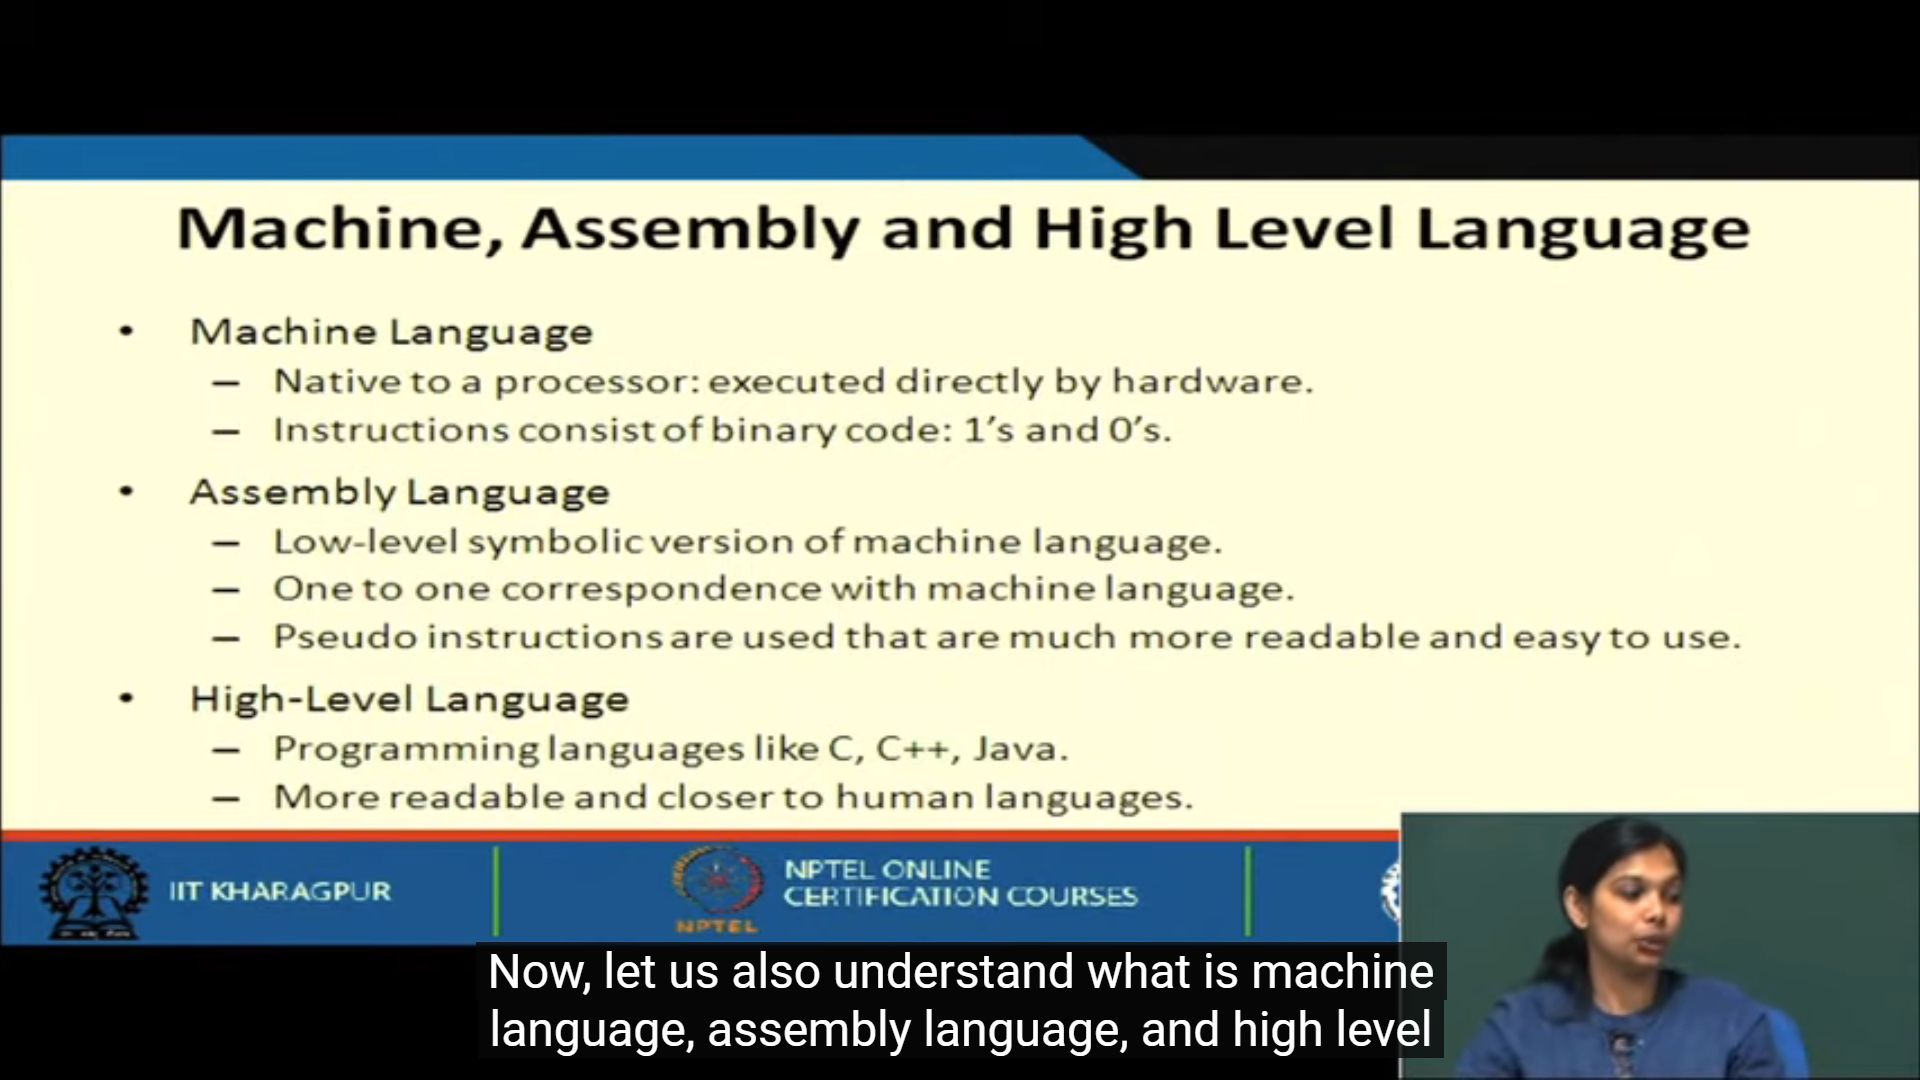 Machine, Assembly and High Level Language
• Machine Language
– Native to a processor: executed directly by hardware.
– Instructions consist of binary code: 1’s and 0’s.
• Assembly Language
– Low-level symbolic version of machine language.
– One to one correspondence with machine language.
– Pseudo instructions are used that are much more readable and easy to use.
• High-Level Language
– Programming languages like C, C++, Java.
– More readable and closer to human languages.
IIT KHARAGPUR
NPTEL
NPTEL ONLINE
CERTIFICATION COURSES
Now, let us also understand what is machine
language, assembly language, and high level